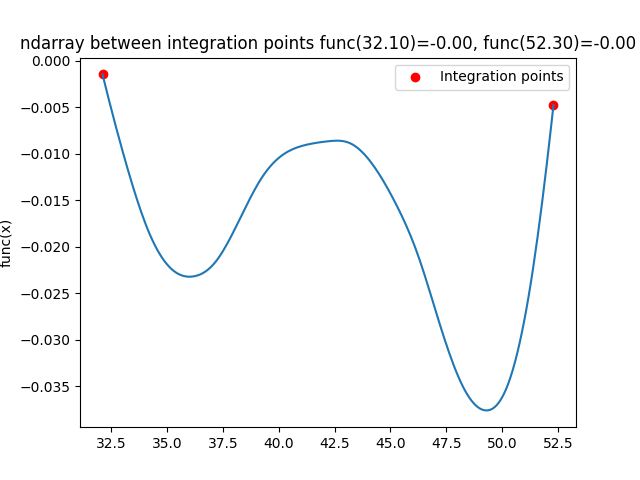 ndarray between integration points func(32.10)=-0.00, func(52.30)=-0.00
Integration points
func(x)
0.000
−0.005
−0.010
−0.015
−0.020
−0.025
−0.030
−0.035
32.5 35.0 37.5 40.0 42.5 45.0 47.5 50.0 52.5